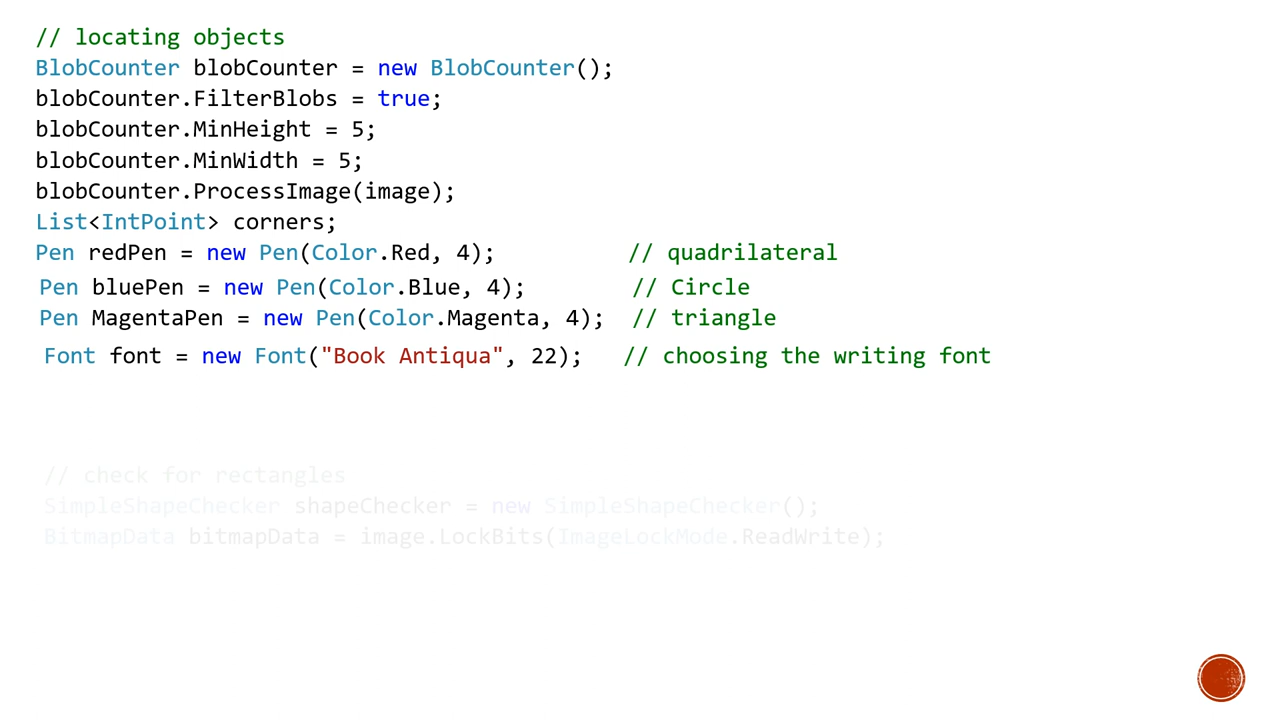 // locating objects
BlobCounter blobCounter = new BlobCounter();
blobCounter.FilterBlobs = true;
blobCounter.MinHeight = 5;
blobCounter.MinWidth = 5;
blobCounter.ProcessImage(image);
List<IntPoint> corners;
Pen redPen = new Pen(Color.Red, 4); // quadrilateral
Pen bluePen = new Pen(Color.Blue, 4); // Circle
Pen MagentaPen = new Pen(Color.Magenta, 4); // triangle
Font font = new Font("Book Antiqua", 22); // choosing the writing font
// check for rectangles
SimpleShapeChecker shapeChecker = new SimpleShapeChecker();
BitmapData bitmapData = image.LockBits(ImageLockMode.ReadWrite);